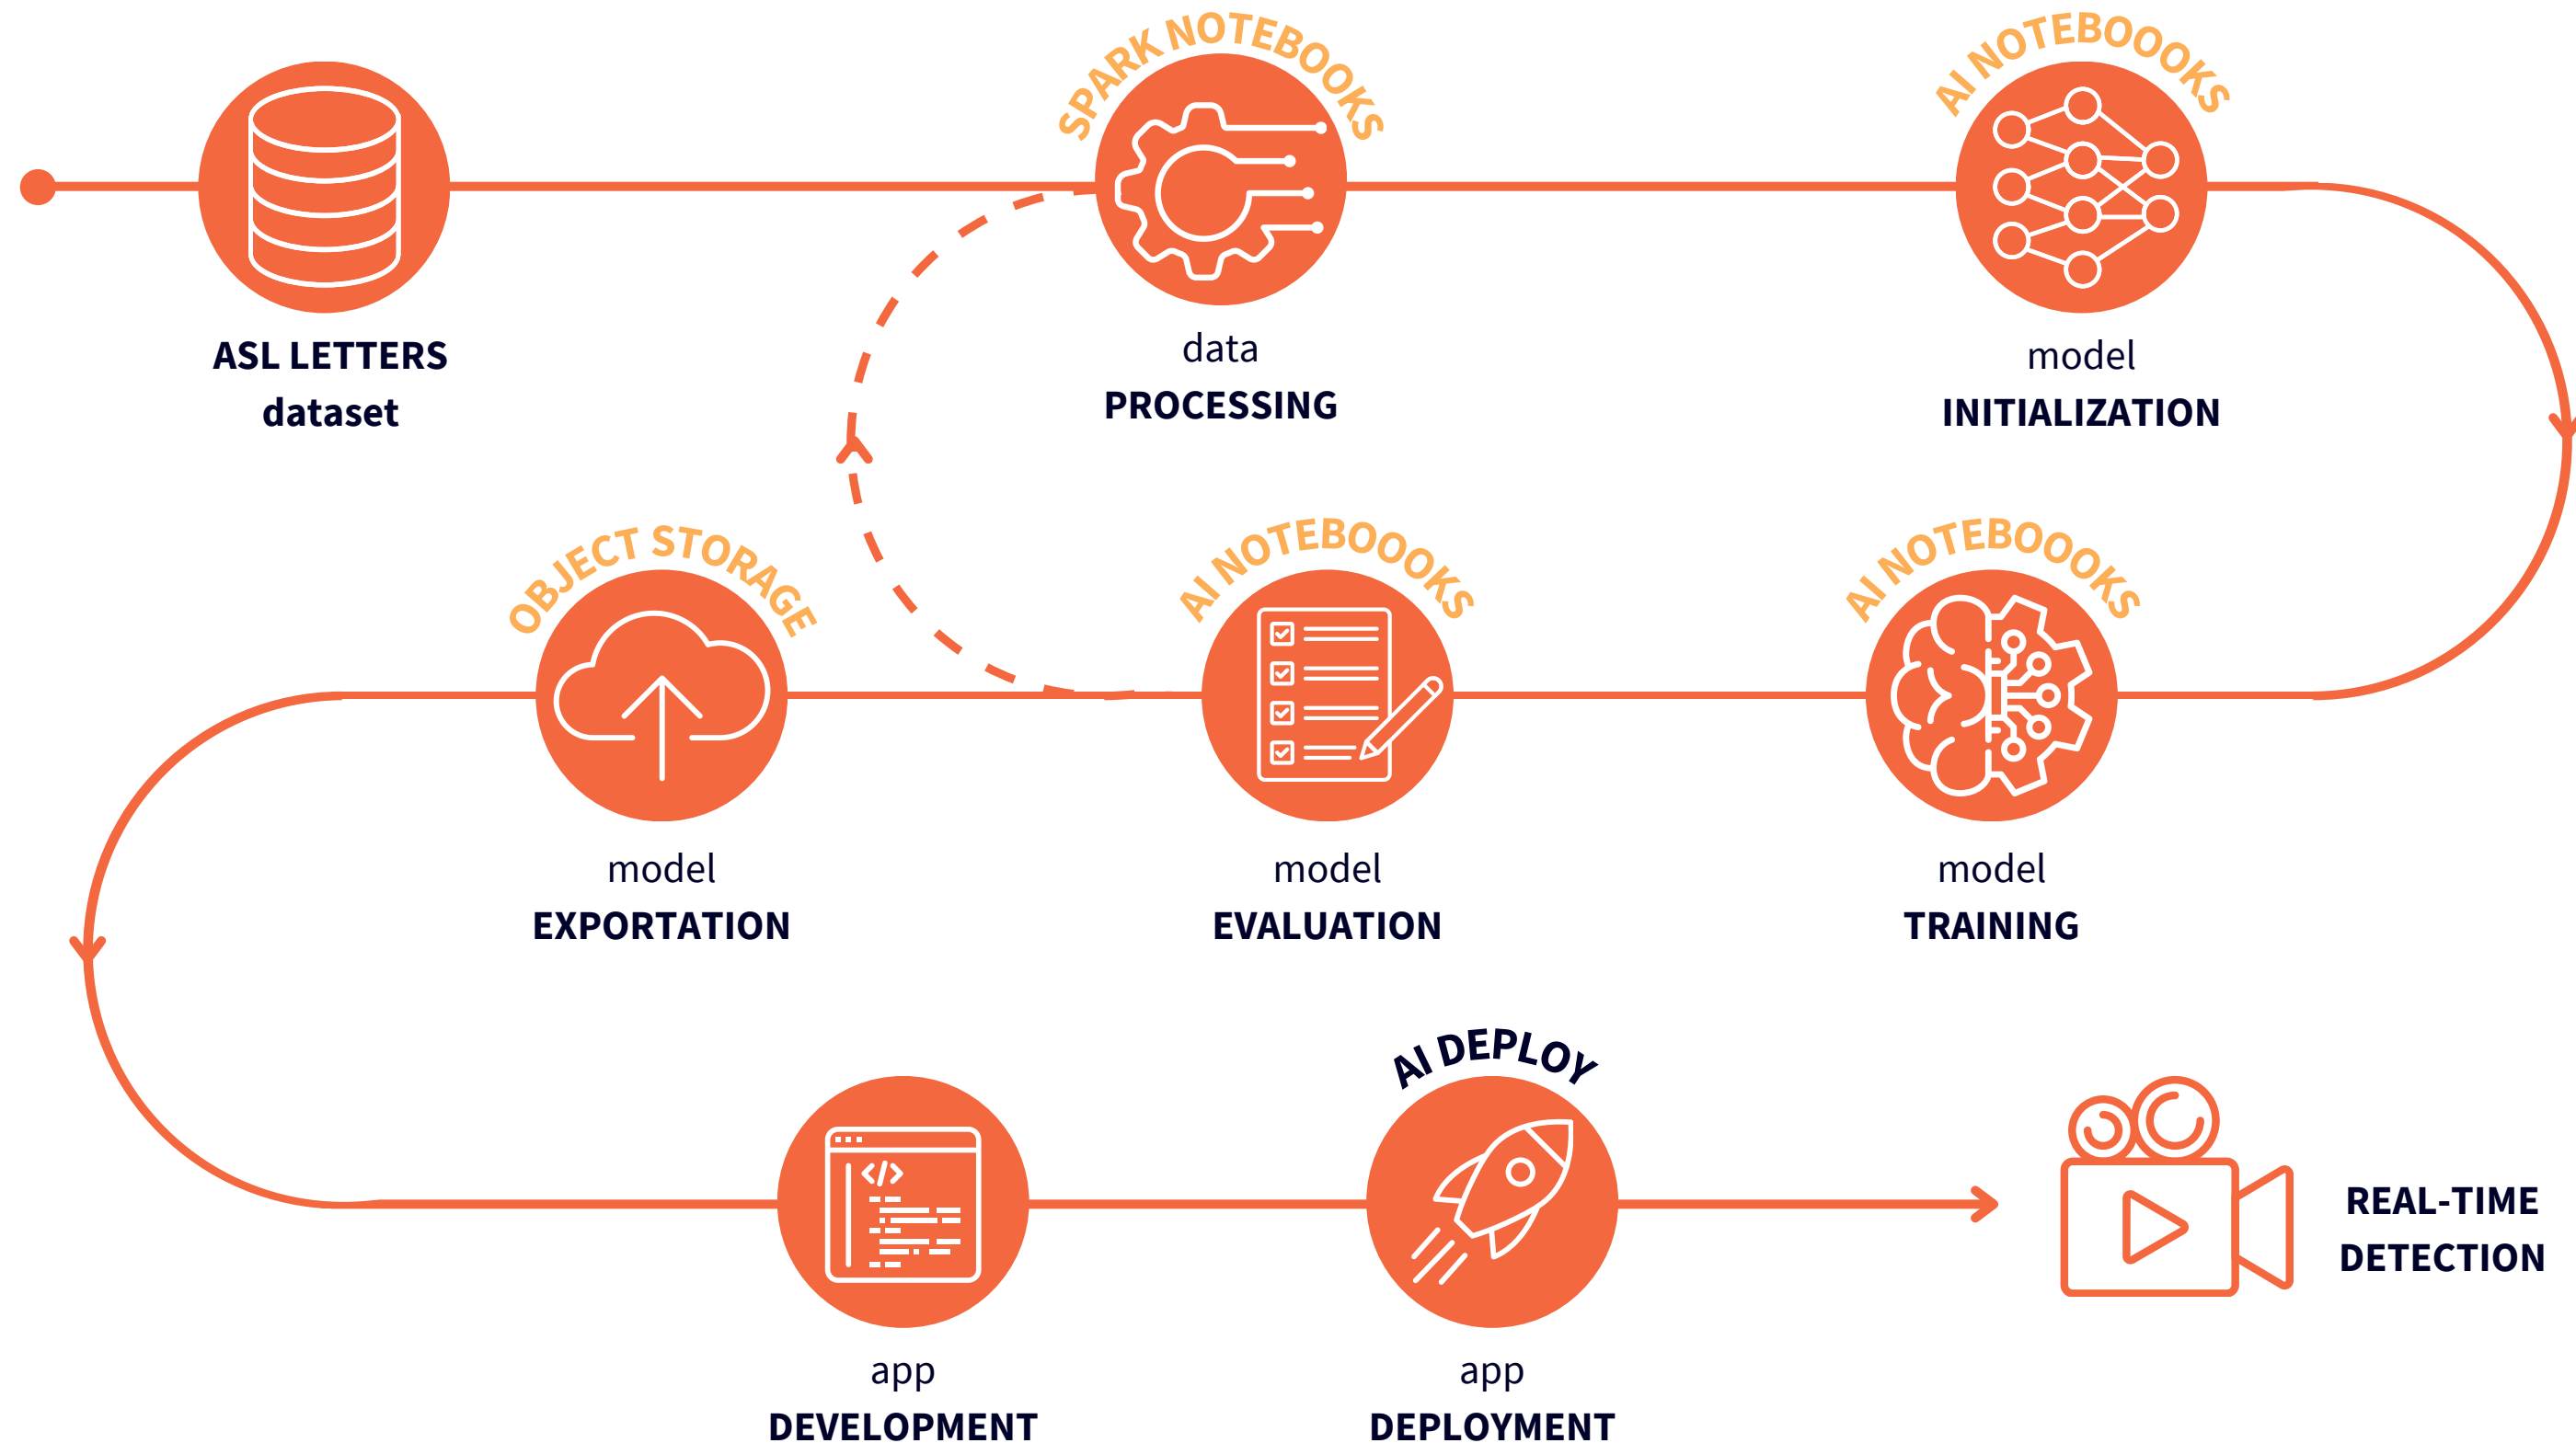 SPARK NOTEBOOKS
AI NOTEBOOOKS
ASL LETTERS
dataset
data
PROCESSING
model
INITIALIZATION
OBJECT STORAGE
AI NOTEBOOOKS
AI NOTEBOOOKS
model
EXPORTATION
model
EVALUATION
model
TRAINING
AI DEPLOY
</>
REAL-TIME
DETECTION
app
DEVELOPMENT
app
DEPLOYMENT